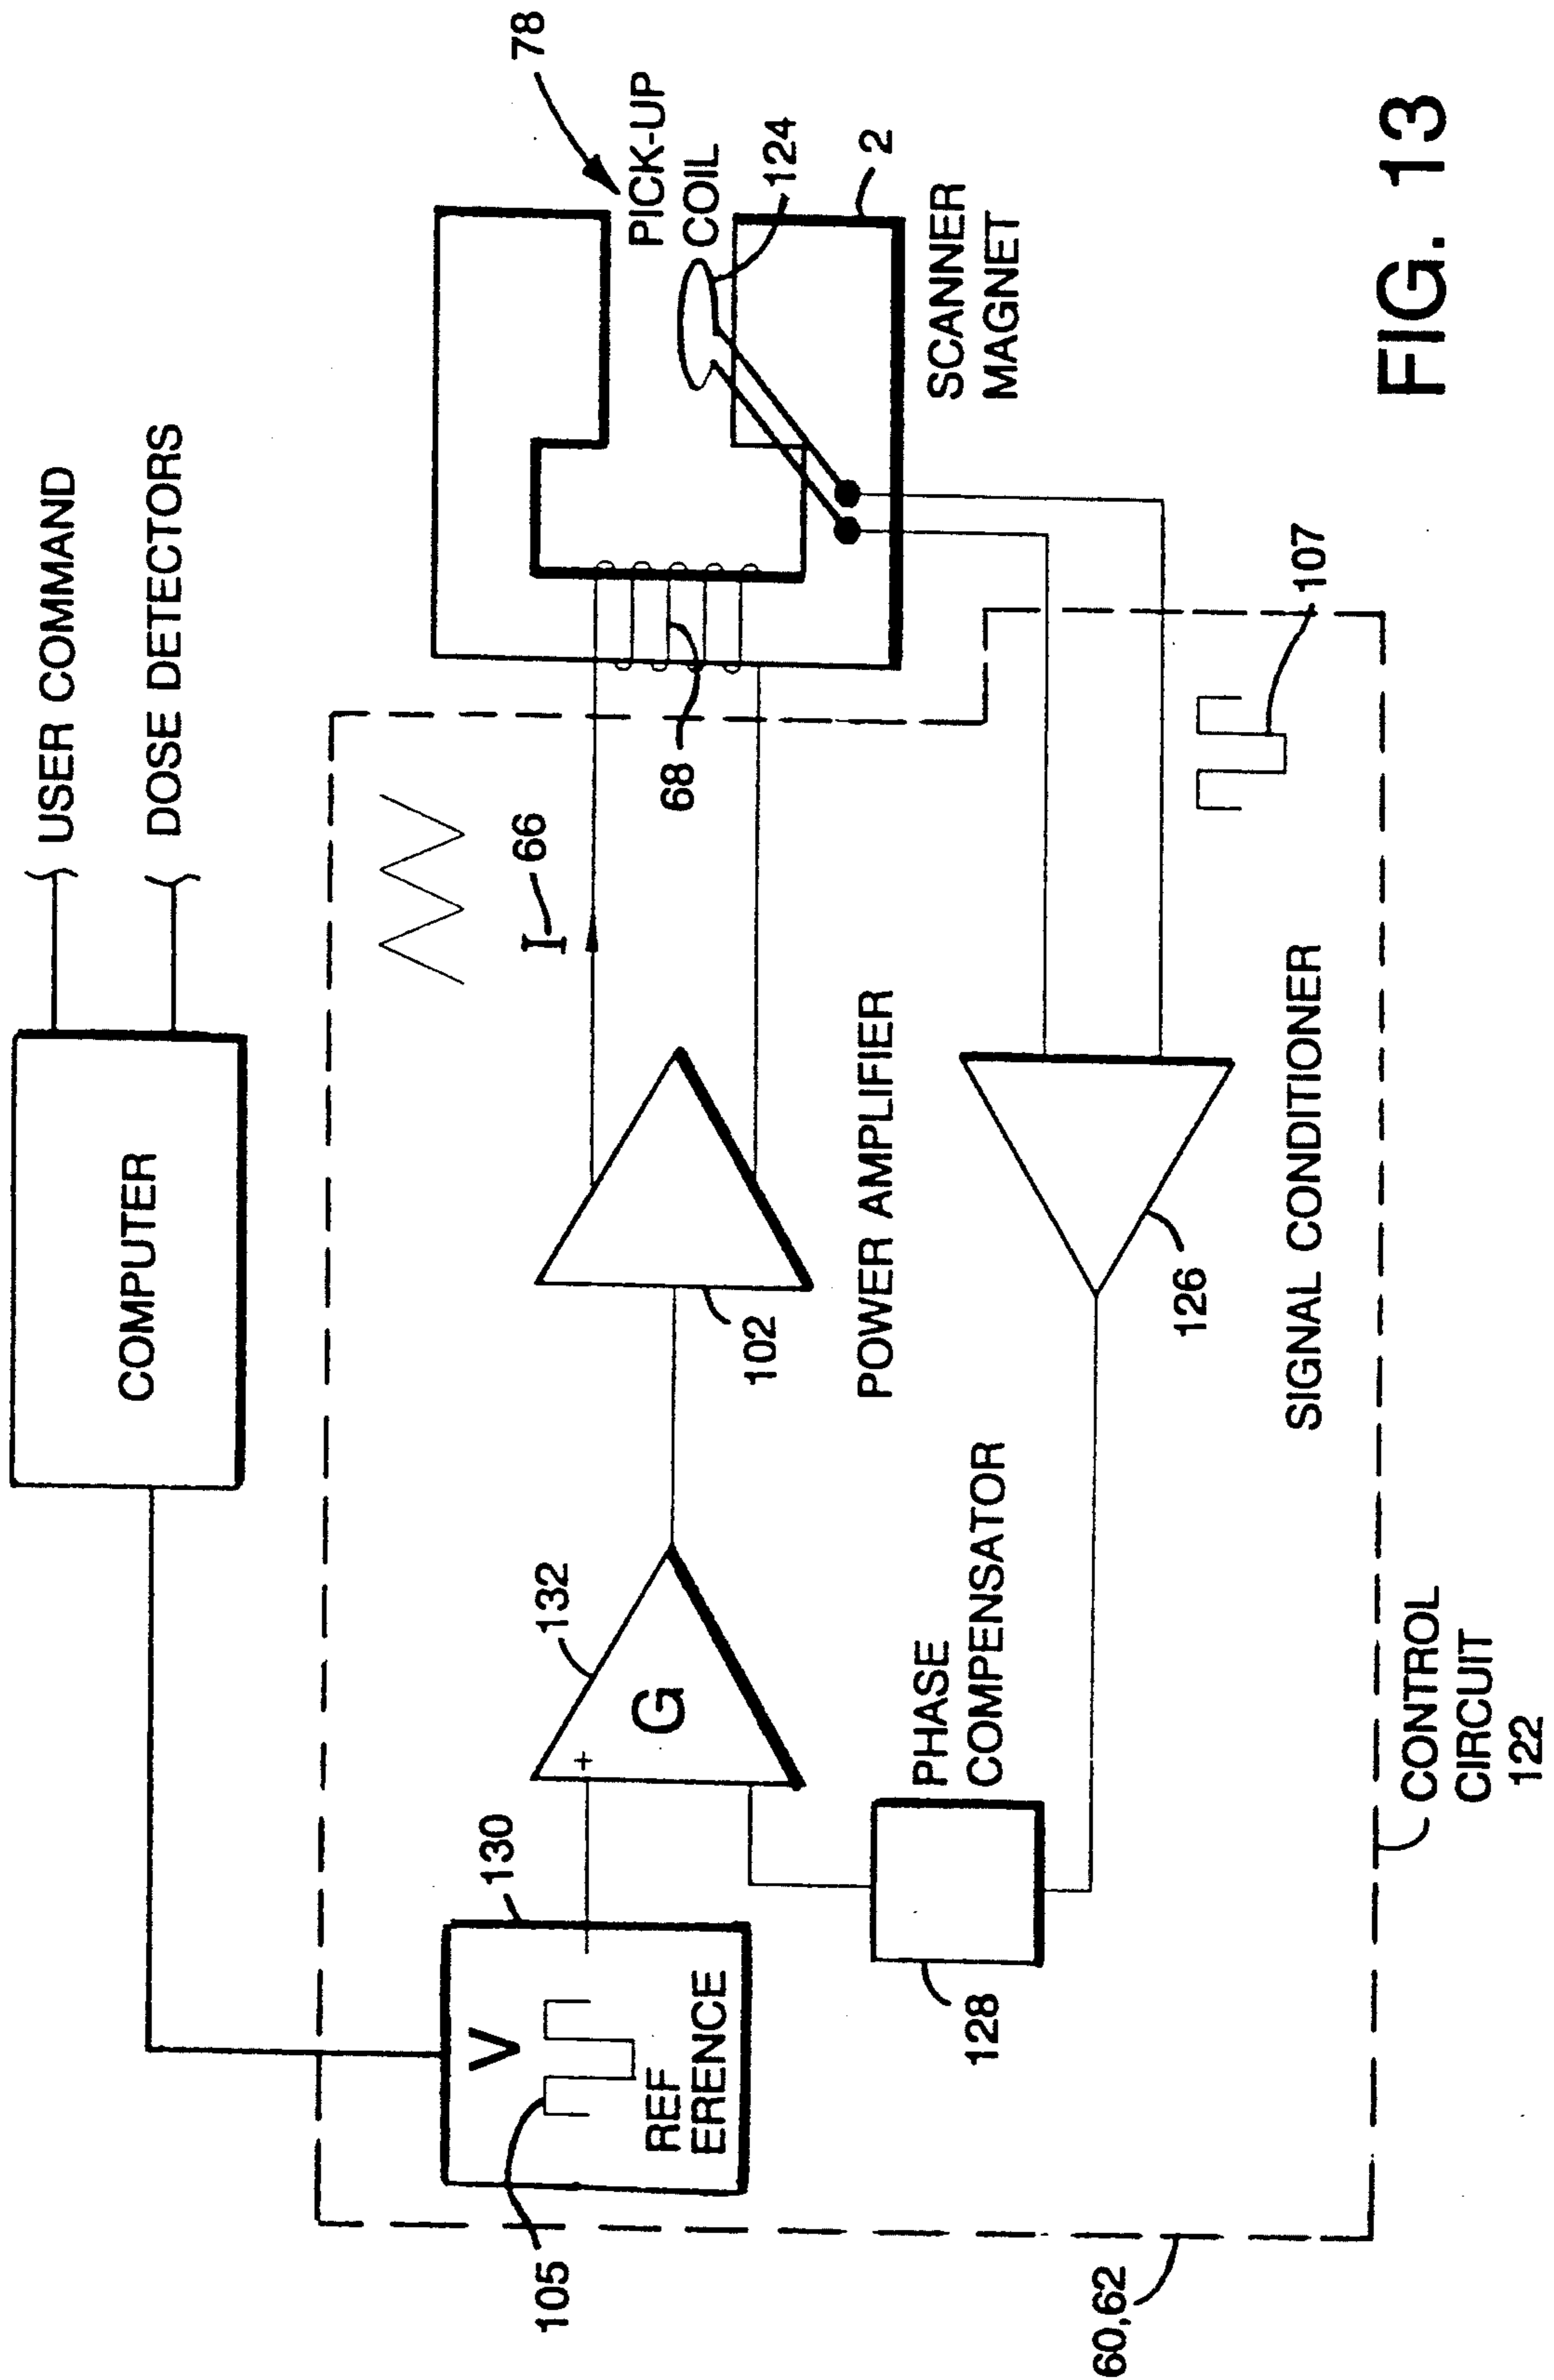 USER COMMAND
DOSE DETECTORS
COMPUTER
78
PICK-UP
COIL
124
2
SCANNER
MAGNET
I 66
68
107
POWER AMPLIFIER
102
132
G
+
130
V
REF
ERENCE
105
PHASE
COMPENSATOR
128
126
SIGNAL CONDITIONER
CONTROL
CIRCUIT
122
60,62
FIG. 13